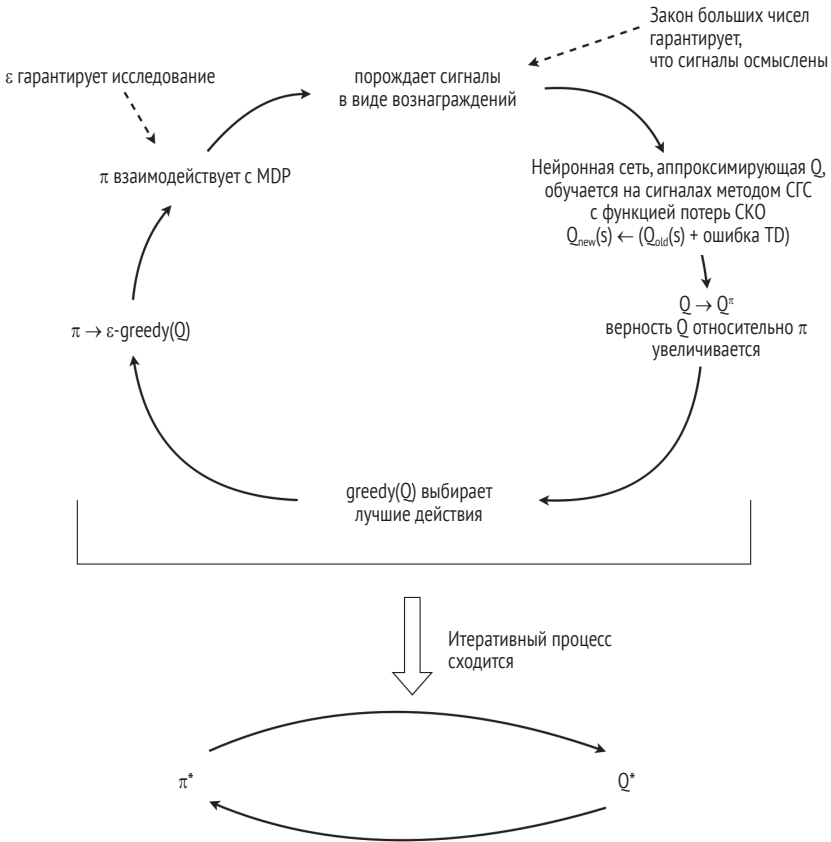 Закон больших чисел
гарантирует,
что сигналы осмыслены
ε гарантирует исследование
порождает сигналы
в виде вознаграждений
π взаимодействует с MDP
Нейронная сеть, аппроксимирующая Q,
обучается на сигналах методом СГС
с функцией потерь СКО
Qnew(s) ← (Qold(s) + ошибка TD)
Q → Qπ
верность Q относительно π
увеличивается
π → ε-greedy(Q)
greedy(Q) выбирает
лучшие действия
Итеративный процесс
сходится
π*
Q*